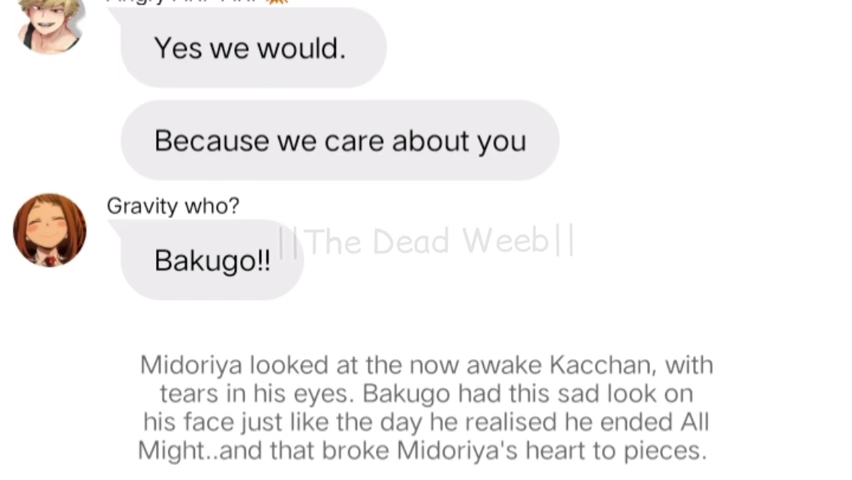 Yes we would.
Because we care about you
Gravity who?
||The Dead Weeb||
Bakugo!!
Midoriya looked at the now awake Kacchan, with
tears in his eyes. Bakugo had this sad look on
his face just like the day he realised he ended All
Might..and that broke Midoriya's heart to pieces.